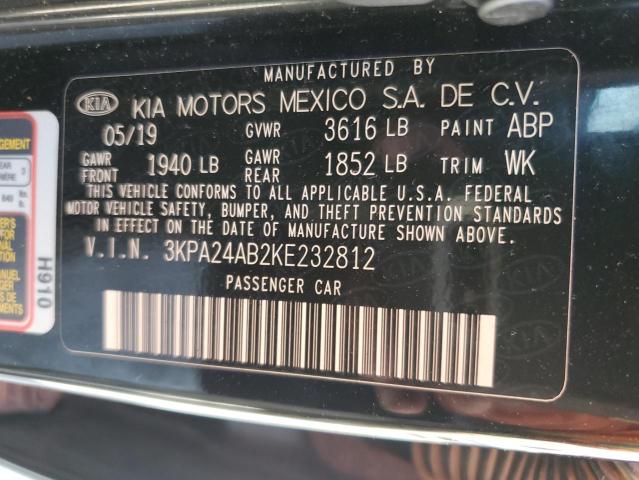 MANUFACTURED BY
KIA KIA MOTORS MEXICO S.A. DE C.V.
05/19 GVWR 3616 LB PAINT ABP
GAWR FRONT 1940 LB GAWR REAR 1852 LB TRIM WK
THIS VEHICLE CONFORMS TO ALL APPLICABLE U.S.A. FEDERAL
MOTOR VEHICLE SAFETY, BUMPER, AND THEFT PREVENTION STANDARDS
IN EFFECT ON THE DATE OF MANUFACTURE SHOWN ABOVE.
V.I.N. 3KPA24AB2KE232812
PASSENGER CAR
H910